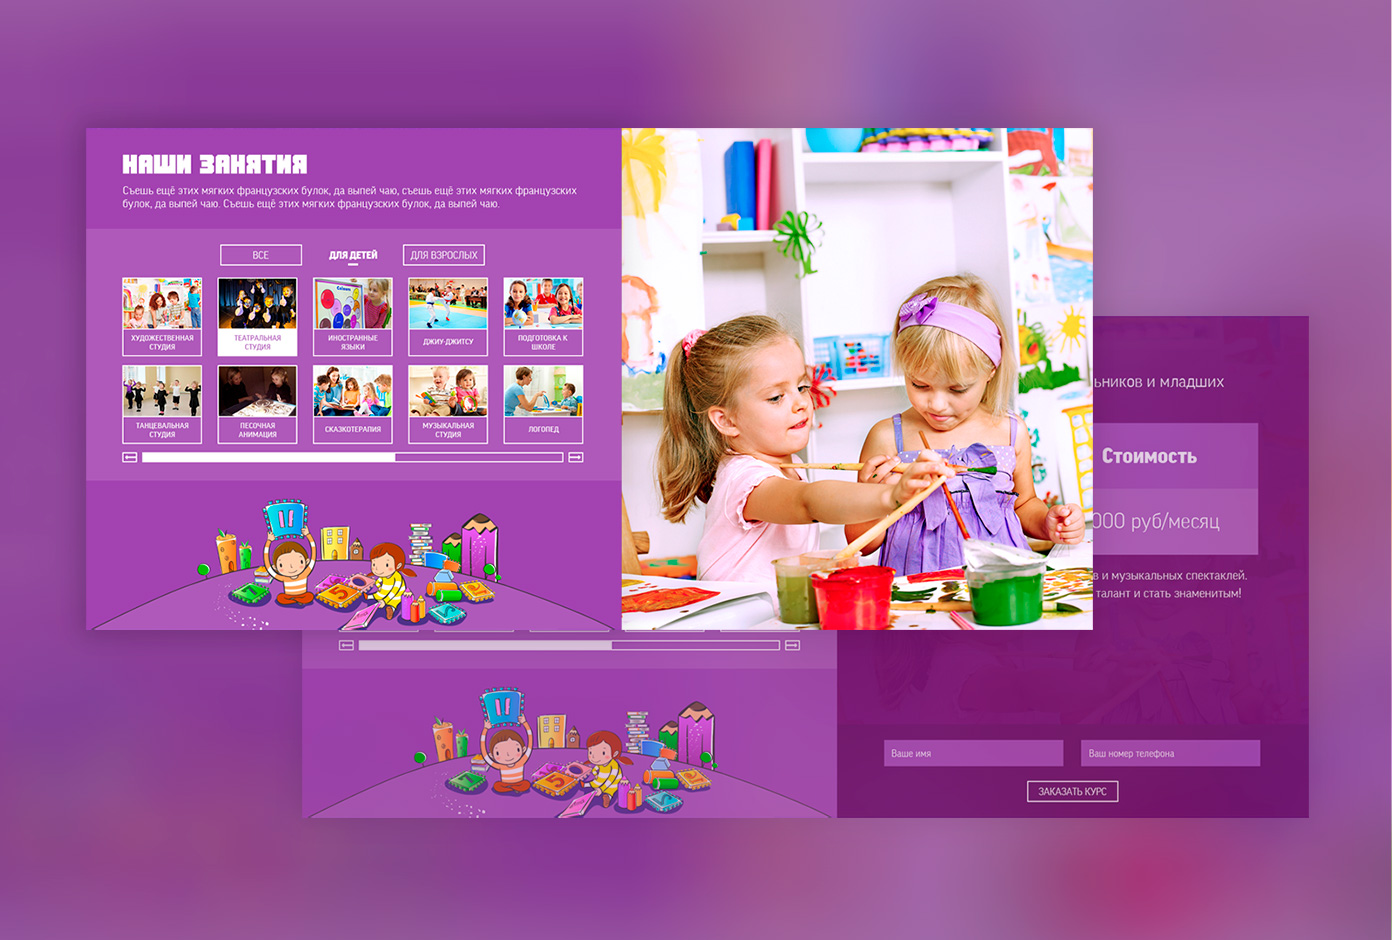 НАШИ ЗАНЯТИЯ
Съешь ещё этих мягких французских булок, да выпей чаю, съешь ещё этих мягких французских
булок, да выпей чаю. Съешь ещё этих мягких французских булок, да выпей чаю.
ВСЕ
ДЛЯ ДЕТЕЙ
ДЛЯ ВЗРОСЛЫХ
ХУДОЖЕСТВЕННАЯ
СТУДИЯ
ТЕАТРАЛЬНАЯ
СТУДИЯ
ИНОСТРАННЫЕ
ЯЗЫКИ
ДЖИУ-ДЖИТСУ
ПОДГОТОВКА К
ШКОЛЕ
ТАНЦЕВАЛЬНАЯ
СТУДИЯ
ПЕСОЧНАЯ
АНИМАЦИЯ
СКАЗКОТЕРАПИЯ
МУЗЫКАЛЬНАЯ
СТУДИЯ
ЛОГОПЕД
ьников и младших
Стоимость
000 руб/месяц
в и музыкальных спектаклей.
талант и стать знаменитым!
Ваше имя
Ваш номер телефона
ЗАКАЗАТЬ КУРС